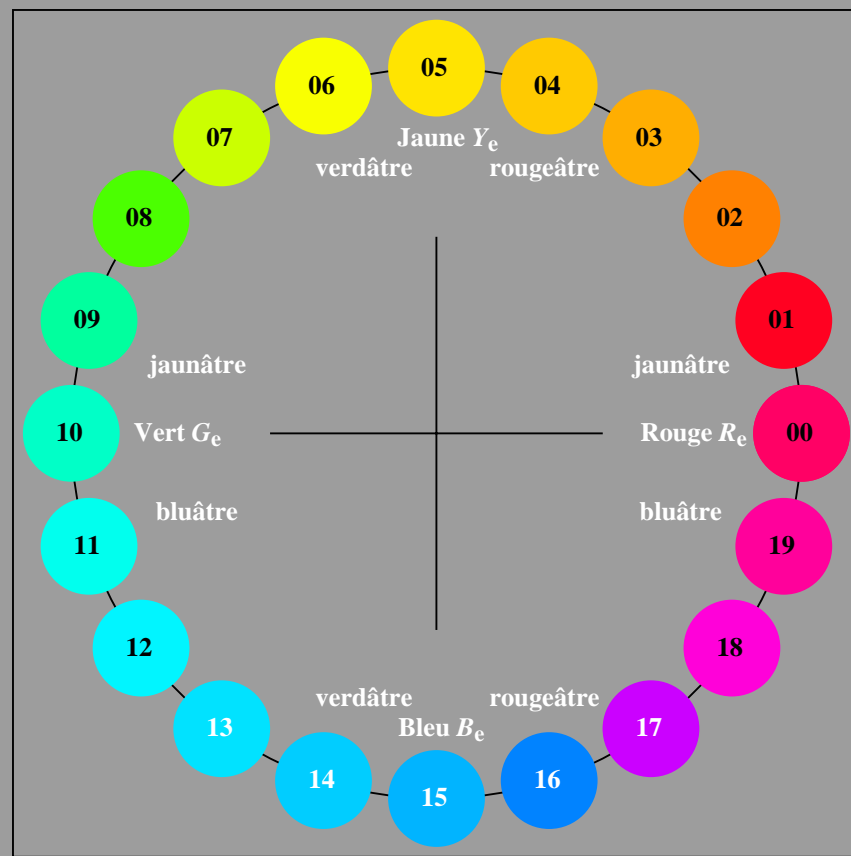 05
06
04
07
Jaune Ye
03
verdâtre
rougeâtre
08
02
09
01
jaunâtre
jaunâtre
10
Vert Ge
Rouge Re
00
bluâtre
bluâtre
11
19
12
18
verdâtre
rougeâtre
13
Bleu Be
17
14
16
15